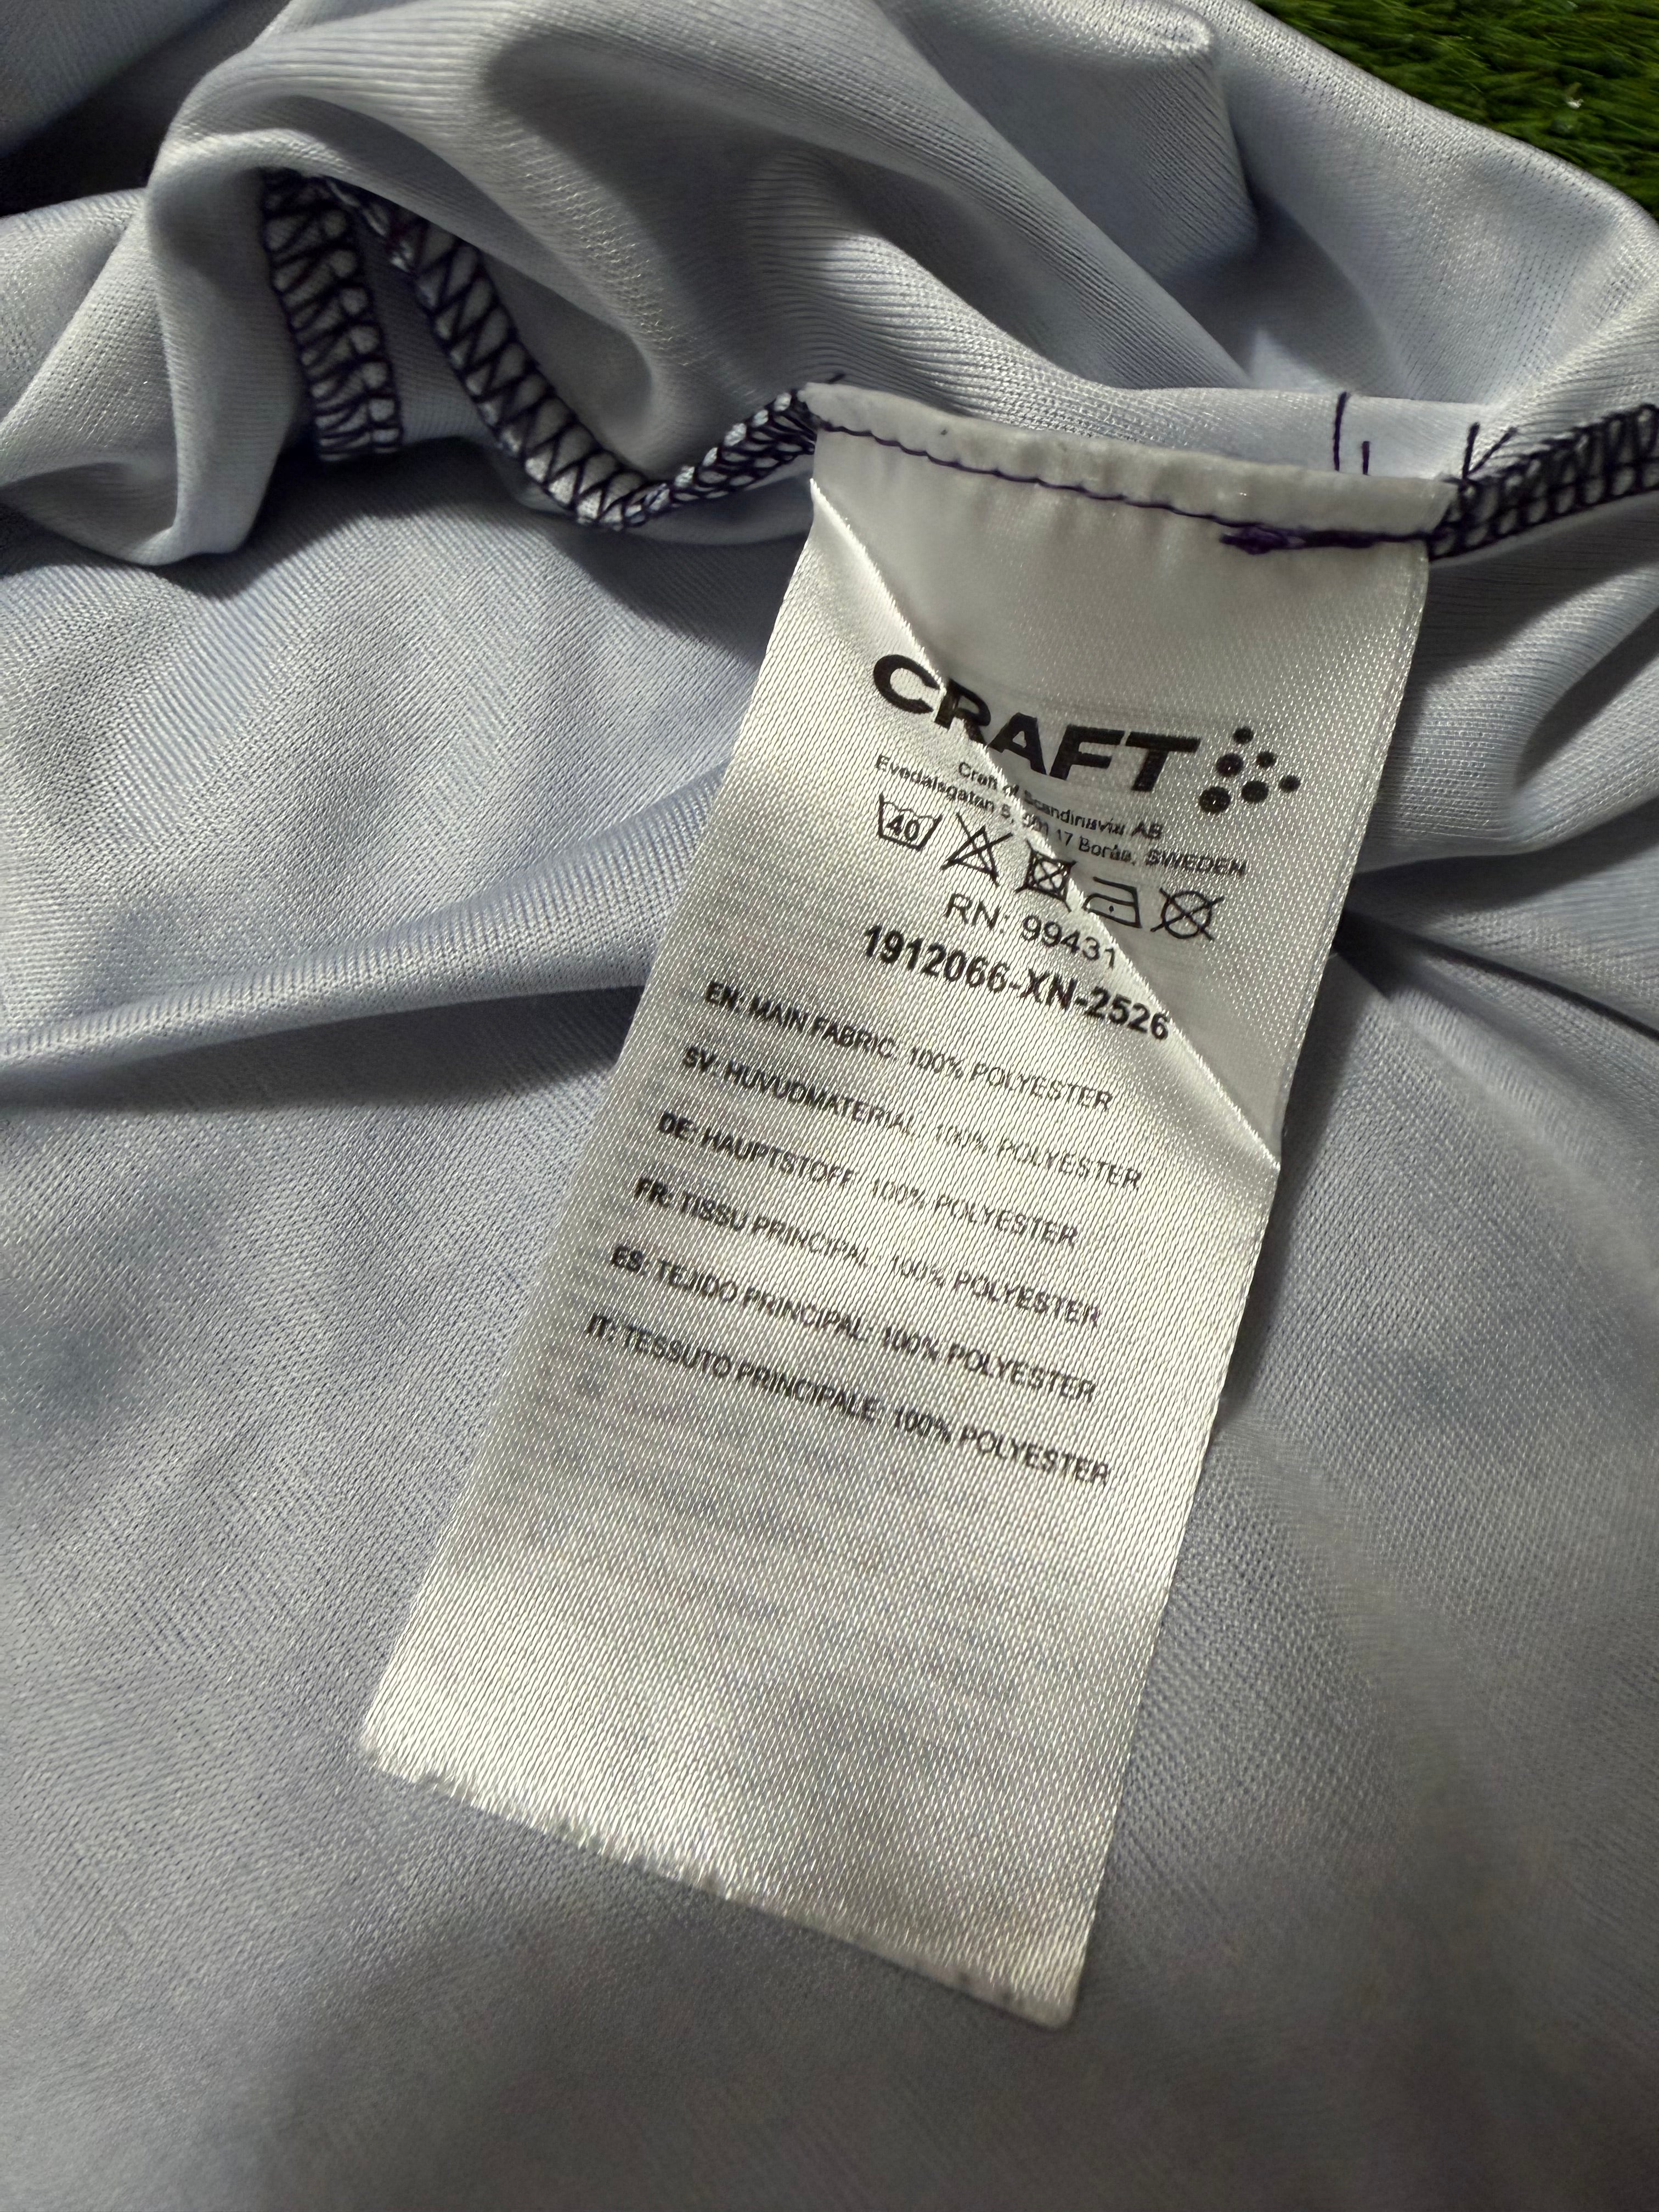 CRAFT
Craft of Scandinavia AB
Evedalsgatan 5, 501 17 Borås, SWEDEN
40
RN: 99431
1912066-XN-2526
EN: MAIN FABRIC: 100% POLYESTER
SV: HUVUDMATERIAL: 100% POLYESTER
DE: HAUPTSTOFF: 100% POLYESTER
FR: TISSU PRINCIPAL: 100% POLYESTER
ES: TEJIDO PRINCIPAL: 100% POLYESTER
IT: TESSUTO PRINCIPALE: 100% POLYESTER